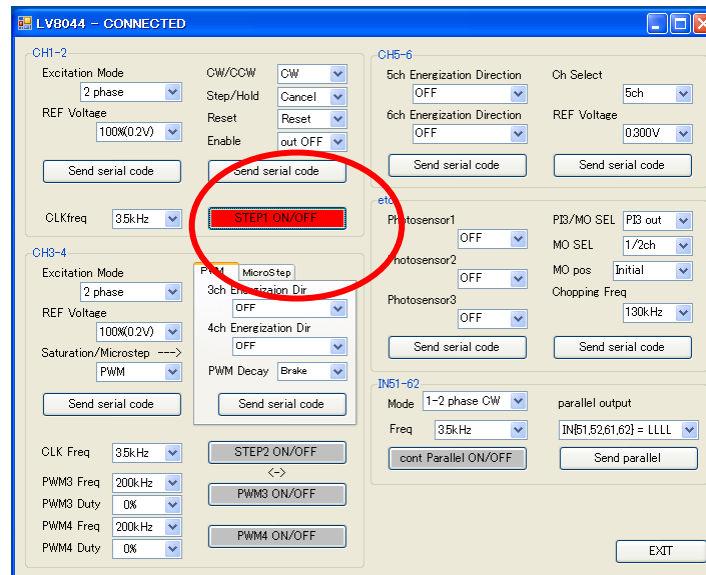 LV8044 - CONNECTED
CH1-2
Excitation Mode
2 phase
REF Voltage
100%(0.2V)
Send serial code
CLKfreq 3.5kHz
CW/CCW CW
Step/Hold Cancel
Reset Reset
Enable out OFF
Send serial code
STEP1 ON/OFF
CH3-4
Excitation Mode
2 phase
REF Voltage
100%(0.2V)
Saturation/Microstep --->
PWM
Send serial code
PWM MicroStep
3ch Energizaion Dir
OFF
4ch Energization Dir
OFF
PWM Decay Brake
Send serial code
CLK Freq 3.5kHz
PWM3 Freq 200kHz
PWM3 Duty 0%
PWM4 Freq 200kHz
PWM4 Duty 0%
STEP2 ON/OFF
<->
PWM3 ON/OFF
PWM4 ON/OFF
CH5-6
5ch Energization Direction
OFF
6ch Energization Direction
OFF
Send serial code
Ch Select
5ch
REF Voltage
0.300V
Send serial code
etc
Photosensor1
OFF
Photosensor2
OFF
Photosensor3
OFF
Send serial code
PI3/MO SEL PI3 out
MO SEL 1/2ch
MO pos Initial
Chopping Freq
130kHz
Send serial code
IN51-62
Mode 1-2 phase CW
Freq 3.5kHz
cont Parallel ON/OFF
parallel output
IN{51,52,61,62} = LLLL
Send parallel
EXIT